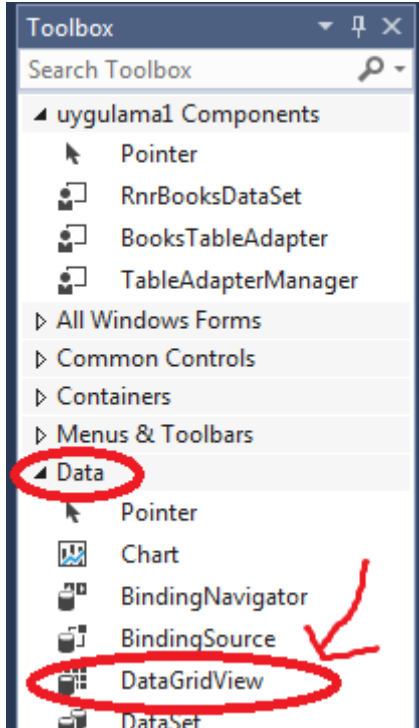 Toolbox
Search Toolbox
uygulama1 Components
Pointer
RnrBooksDataSet
BooksTableAdapter
TableAdapterManager
All Windows Forms
Common Controls
Containers
Menus & Toolbars
Data
Pointer
Chart
BindingNavigator
BindingSource
DataGridView
DataSet